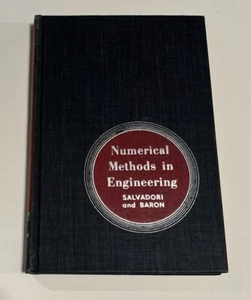 Numerical
Methods in
Engineering
SALVADORI
and BARON